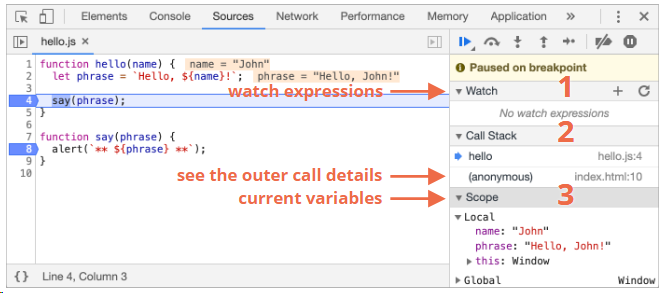 Elements Console Sources Network Performance Memory Application »
hello.js ×
1 function hello(name) { name = "John"
2 let phrase = `Hello, ${name}!`; phrase = "Hello, John!"
3
4 say(phrase);
5 }
6
7 function say(phrase) {
8 alert(`** ${phrase} **`);
9 }
10
{} Line 4, Column 3
Paused on breakpoint
watch expressions
Watch 1
No watch expressions
Call Stack 2
hello hello.js:4
see the outer call details
(anonymous) index.html:10
current variables
Scope 3
Local
name: "John"
phrase: "Hello, John!"
this: Window
Global Window